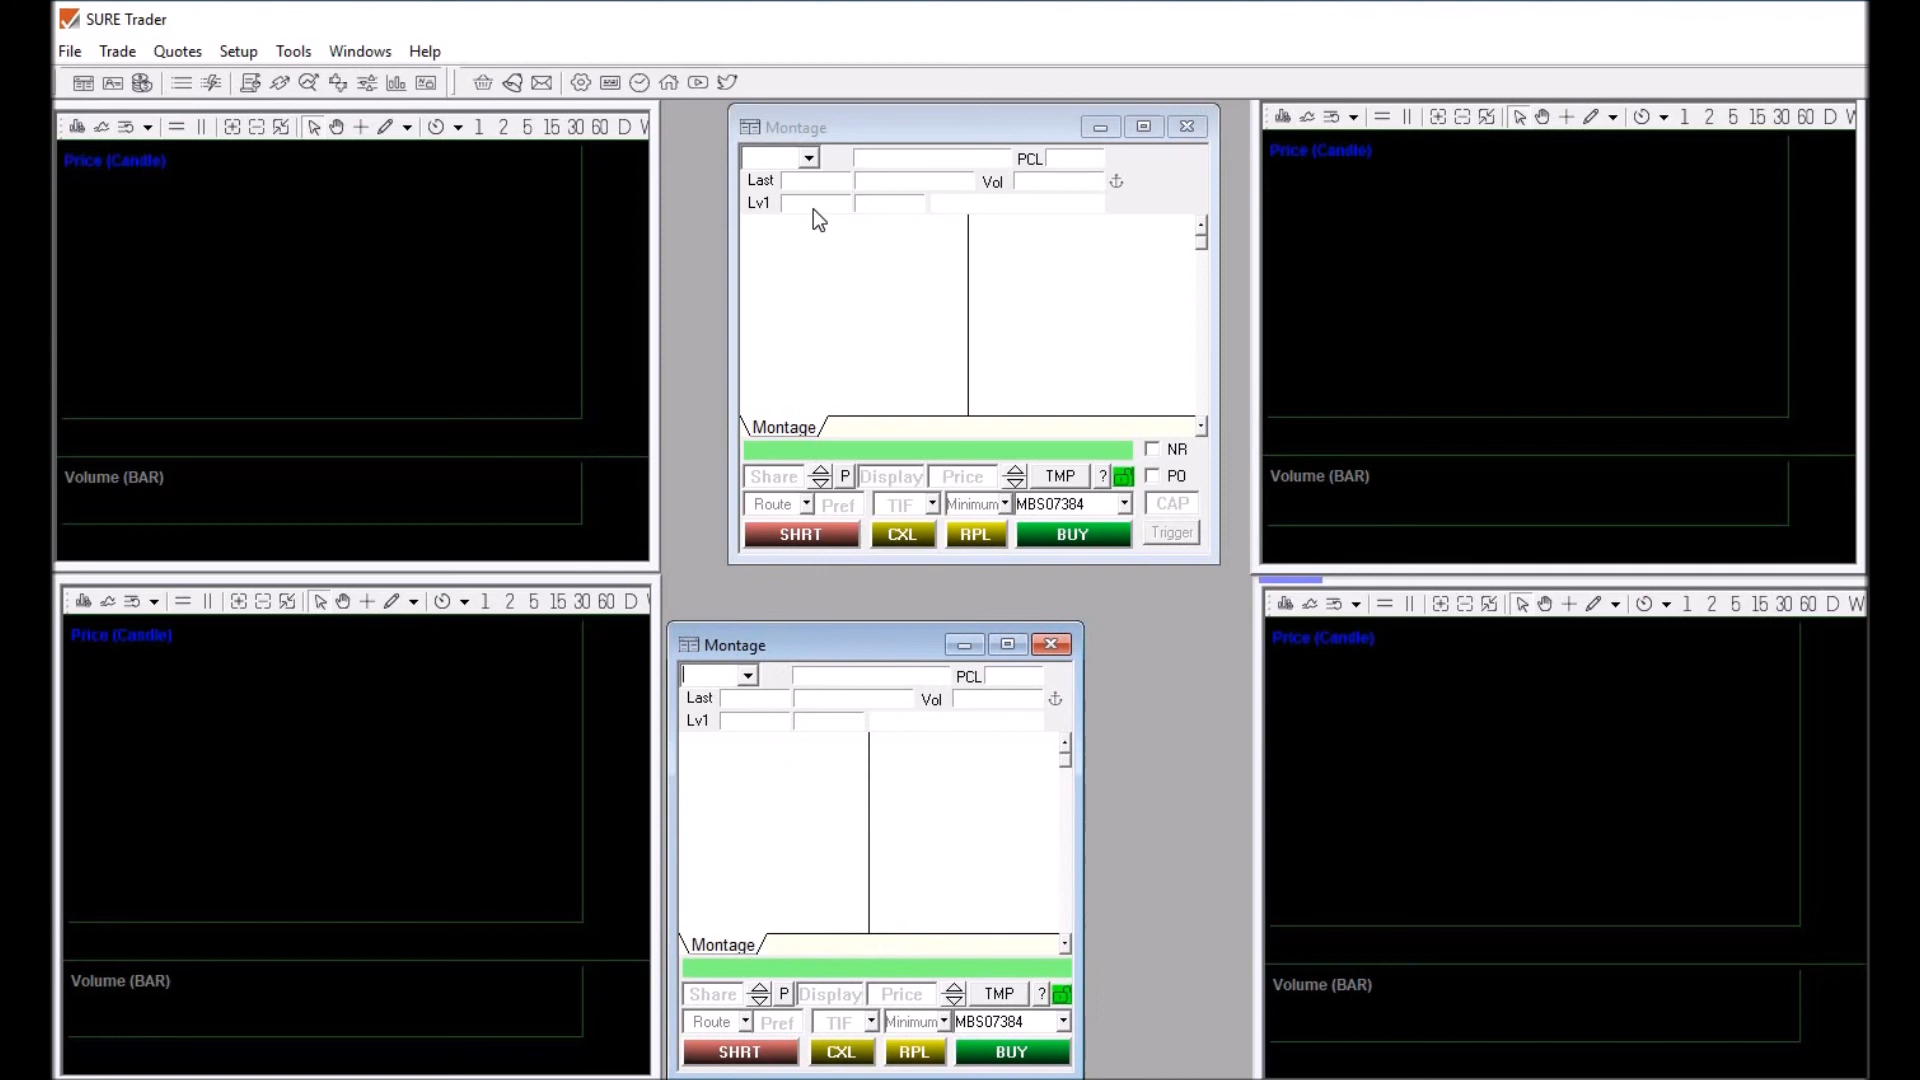 SURE Trader
File Trade Quotes Setup Tools Windows Help
1 2 5 15 30 60 D W
Price (Candle)
Volume (BAR)
Montage
PCL
Last Vol
Lv1
Montage
NR
Share P Display Price TMP ? PO
Route Pref TIF Minimum MBS07384 CAP
SHRT CXL RPL BUY Trigger
1 2 5 15 30 60 D W
Price (Candle)
Volume (BAR)
1 2 5 15 30 60 D
Price (Candle)
Volume (BAR)
Montage
PCL
Last Vol
Lv1
Montage
Share P Display Price TMP ?
Route Pref TIF Minimum MBS07384
SHRT CXL RPL BUY
1 2 5 15 30 60 D W
Price (Candle)
Volume (BAR)